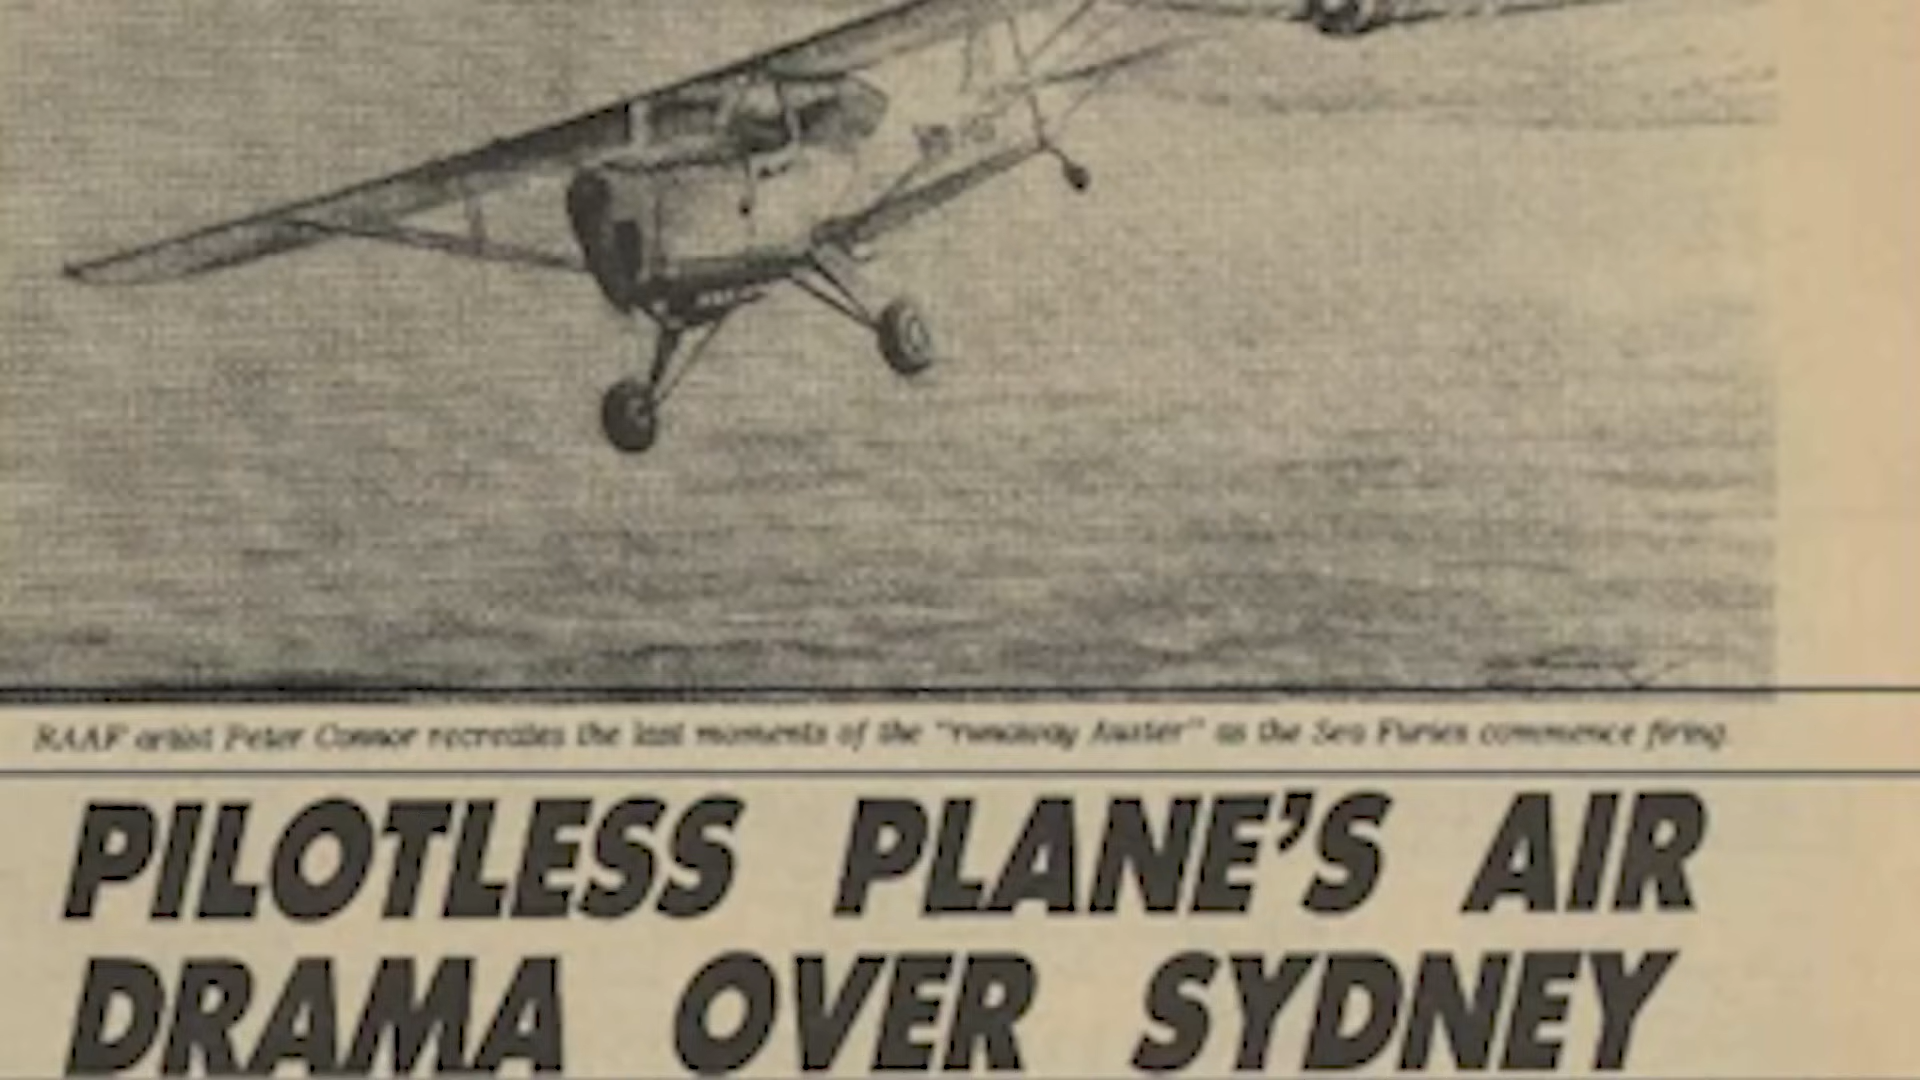 RAAF artist Peter Connor recreates the last moments of the "runaway Auster" as the Sea Furies commence firing.
PILOTLESS PLANE'S AIR
DRAMA OVER SYDNEY